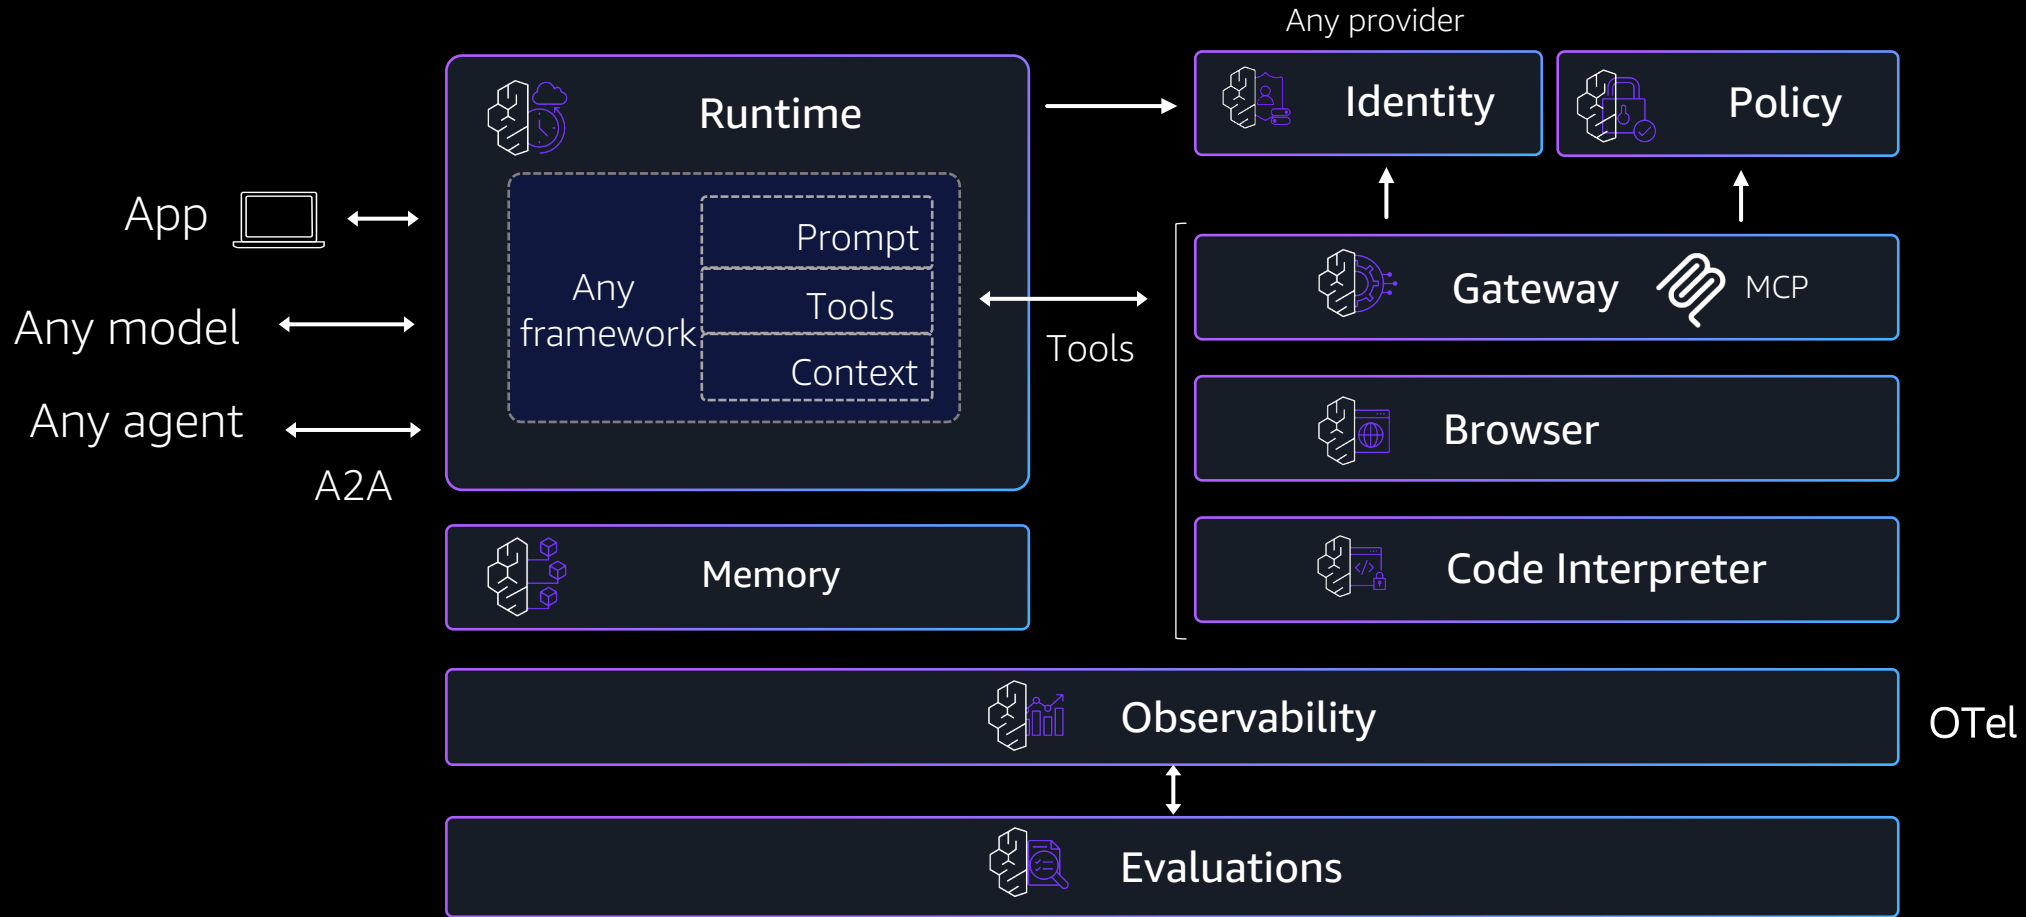 Any provider
Runtime
Identity
Policy
App
Prompt
Any
framework
Tools
Context
Any model
Any agent
A2A
Tools
Gateway
MCP
Browser
Code Interpreter
Memory
Observability
OTel
Evaluations